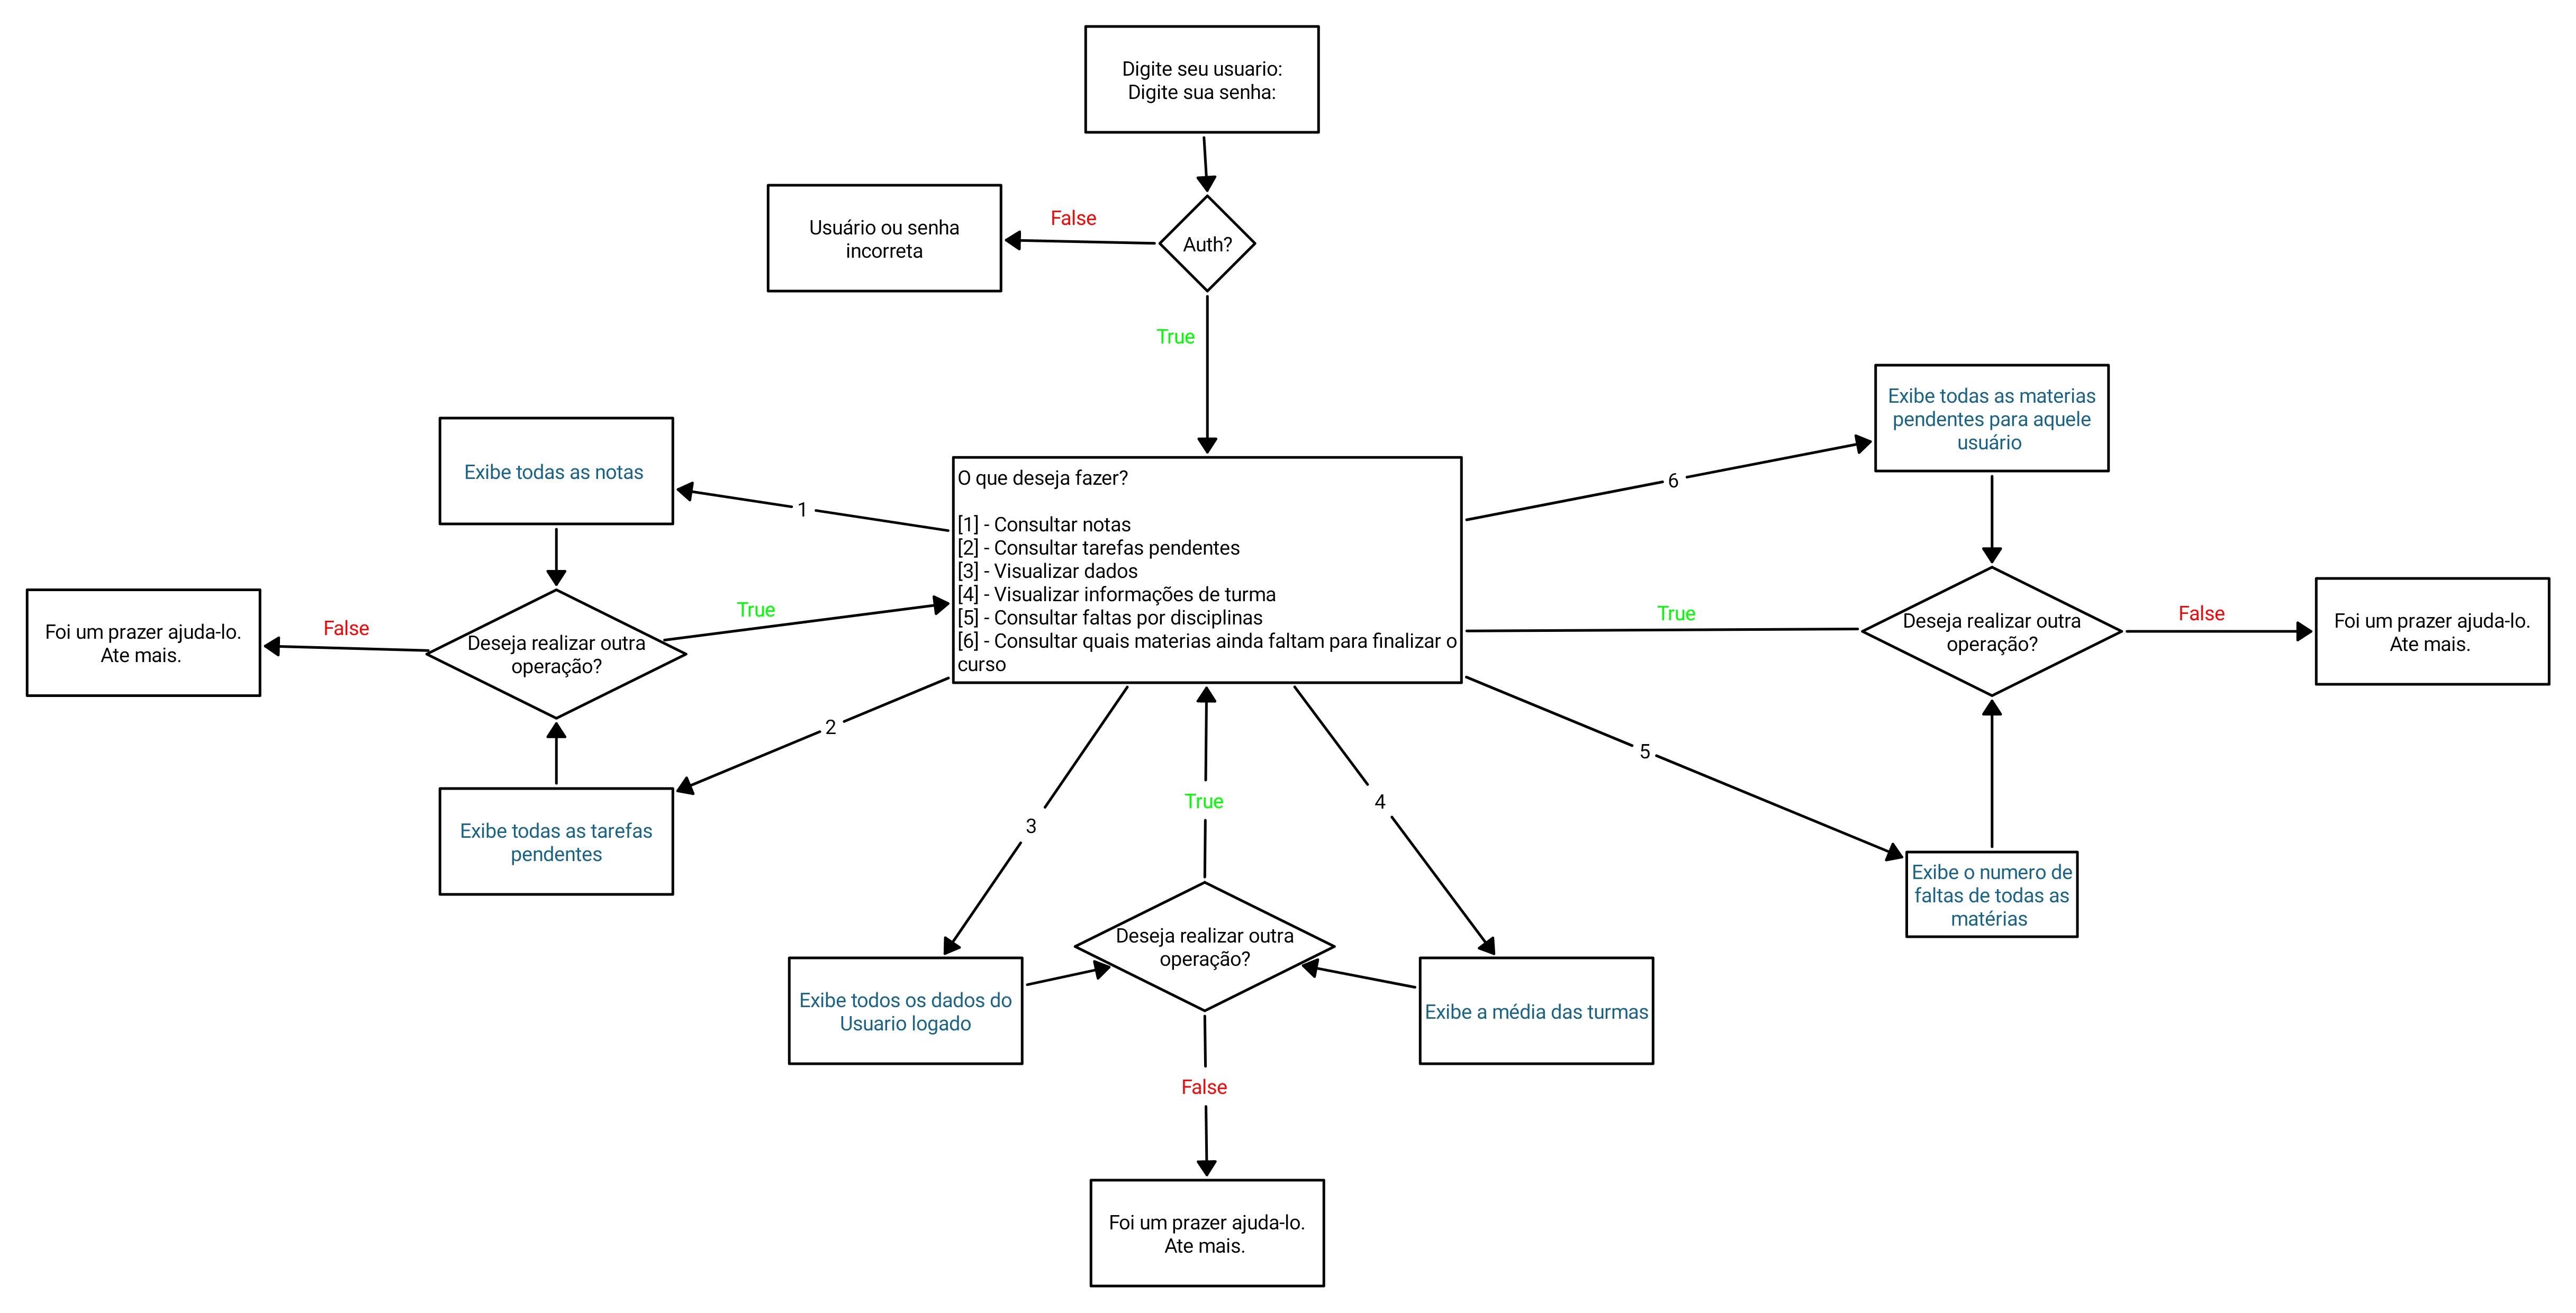 Digite seu usuario:
Digite sua senha:
Usuário ou senha
incorreta
False
Auth?
True
Exibe todas as materias
pendentes para aquele
usuário
Exibe todas as notas
1
O que deseja fazer?
[1] - Consultar notas
[2] - Consultar tarefas pendentes
[3] - Visualizar dados
[4] - Visualizar informações de turma
[5] - Consultar faltas por disciplinas
[6] - Consultar quais materias ainda faltam para finalizar o
curso
6
Foi um prazer ajuda-lo.
Ate mais.
False
Deseja realizar outra
operação?
True
True
Deseja realizar outra
operação?
False
Foi um prazer ajuda-lo.
Ate mais.
2
5
Exibe todas as tarefas
pendentes
3
True
4
Exibe o numero de
faltas de todas as
matérias
Deseja realizar outra
operação?
Exibe todos os dados do
Usuario logado
Exibe a média das turmas
False
Foi um prazer ajuda-lo.
Ate mais.